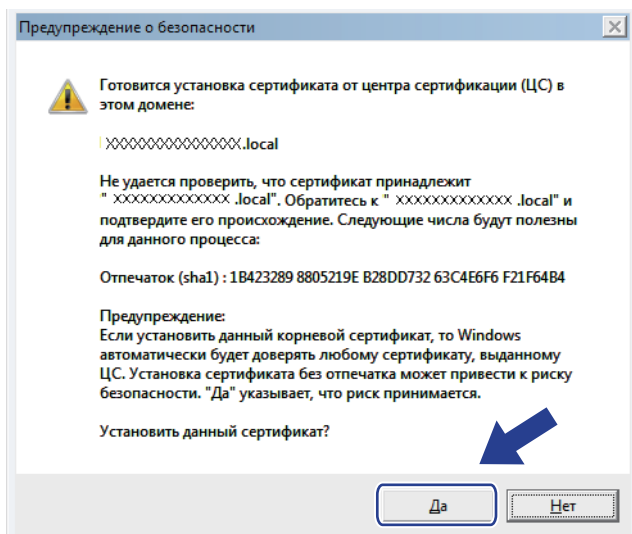 Предупреждение о безопасности
Готовится установка сертификата от центра сертификации (ЦС) в
этом домене:
XXXXXXXXXXXXXXX.local
Не удается проверить, что сертификат принадлежит
" XXXXXXXXXXXXX .local". Обратитесь к " XXXXXXXXXXXXX .local" и
подтвердите его происхождение. Следующие числа будут полезны
для данного процесса:
Отпечаток (sha1) : 1B423289 8805219E B28DD732 63C4E6F6 F21F64B4
Предупреждение:
Если установить данный корневой сертификат, то Windows
автоматически будет доверять любому сертификату, выданному
ЦС. Установка сертификата без отпечатка может привести к риску
безопасности. "Да" указывает, что риск принимается.
Установить данный сертификат?
Да
Нет